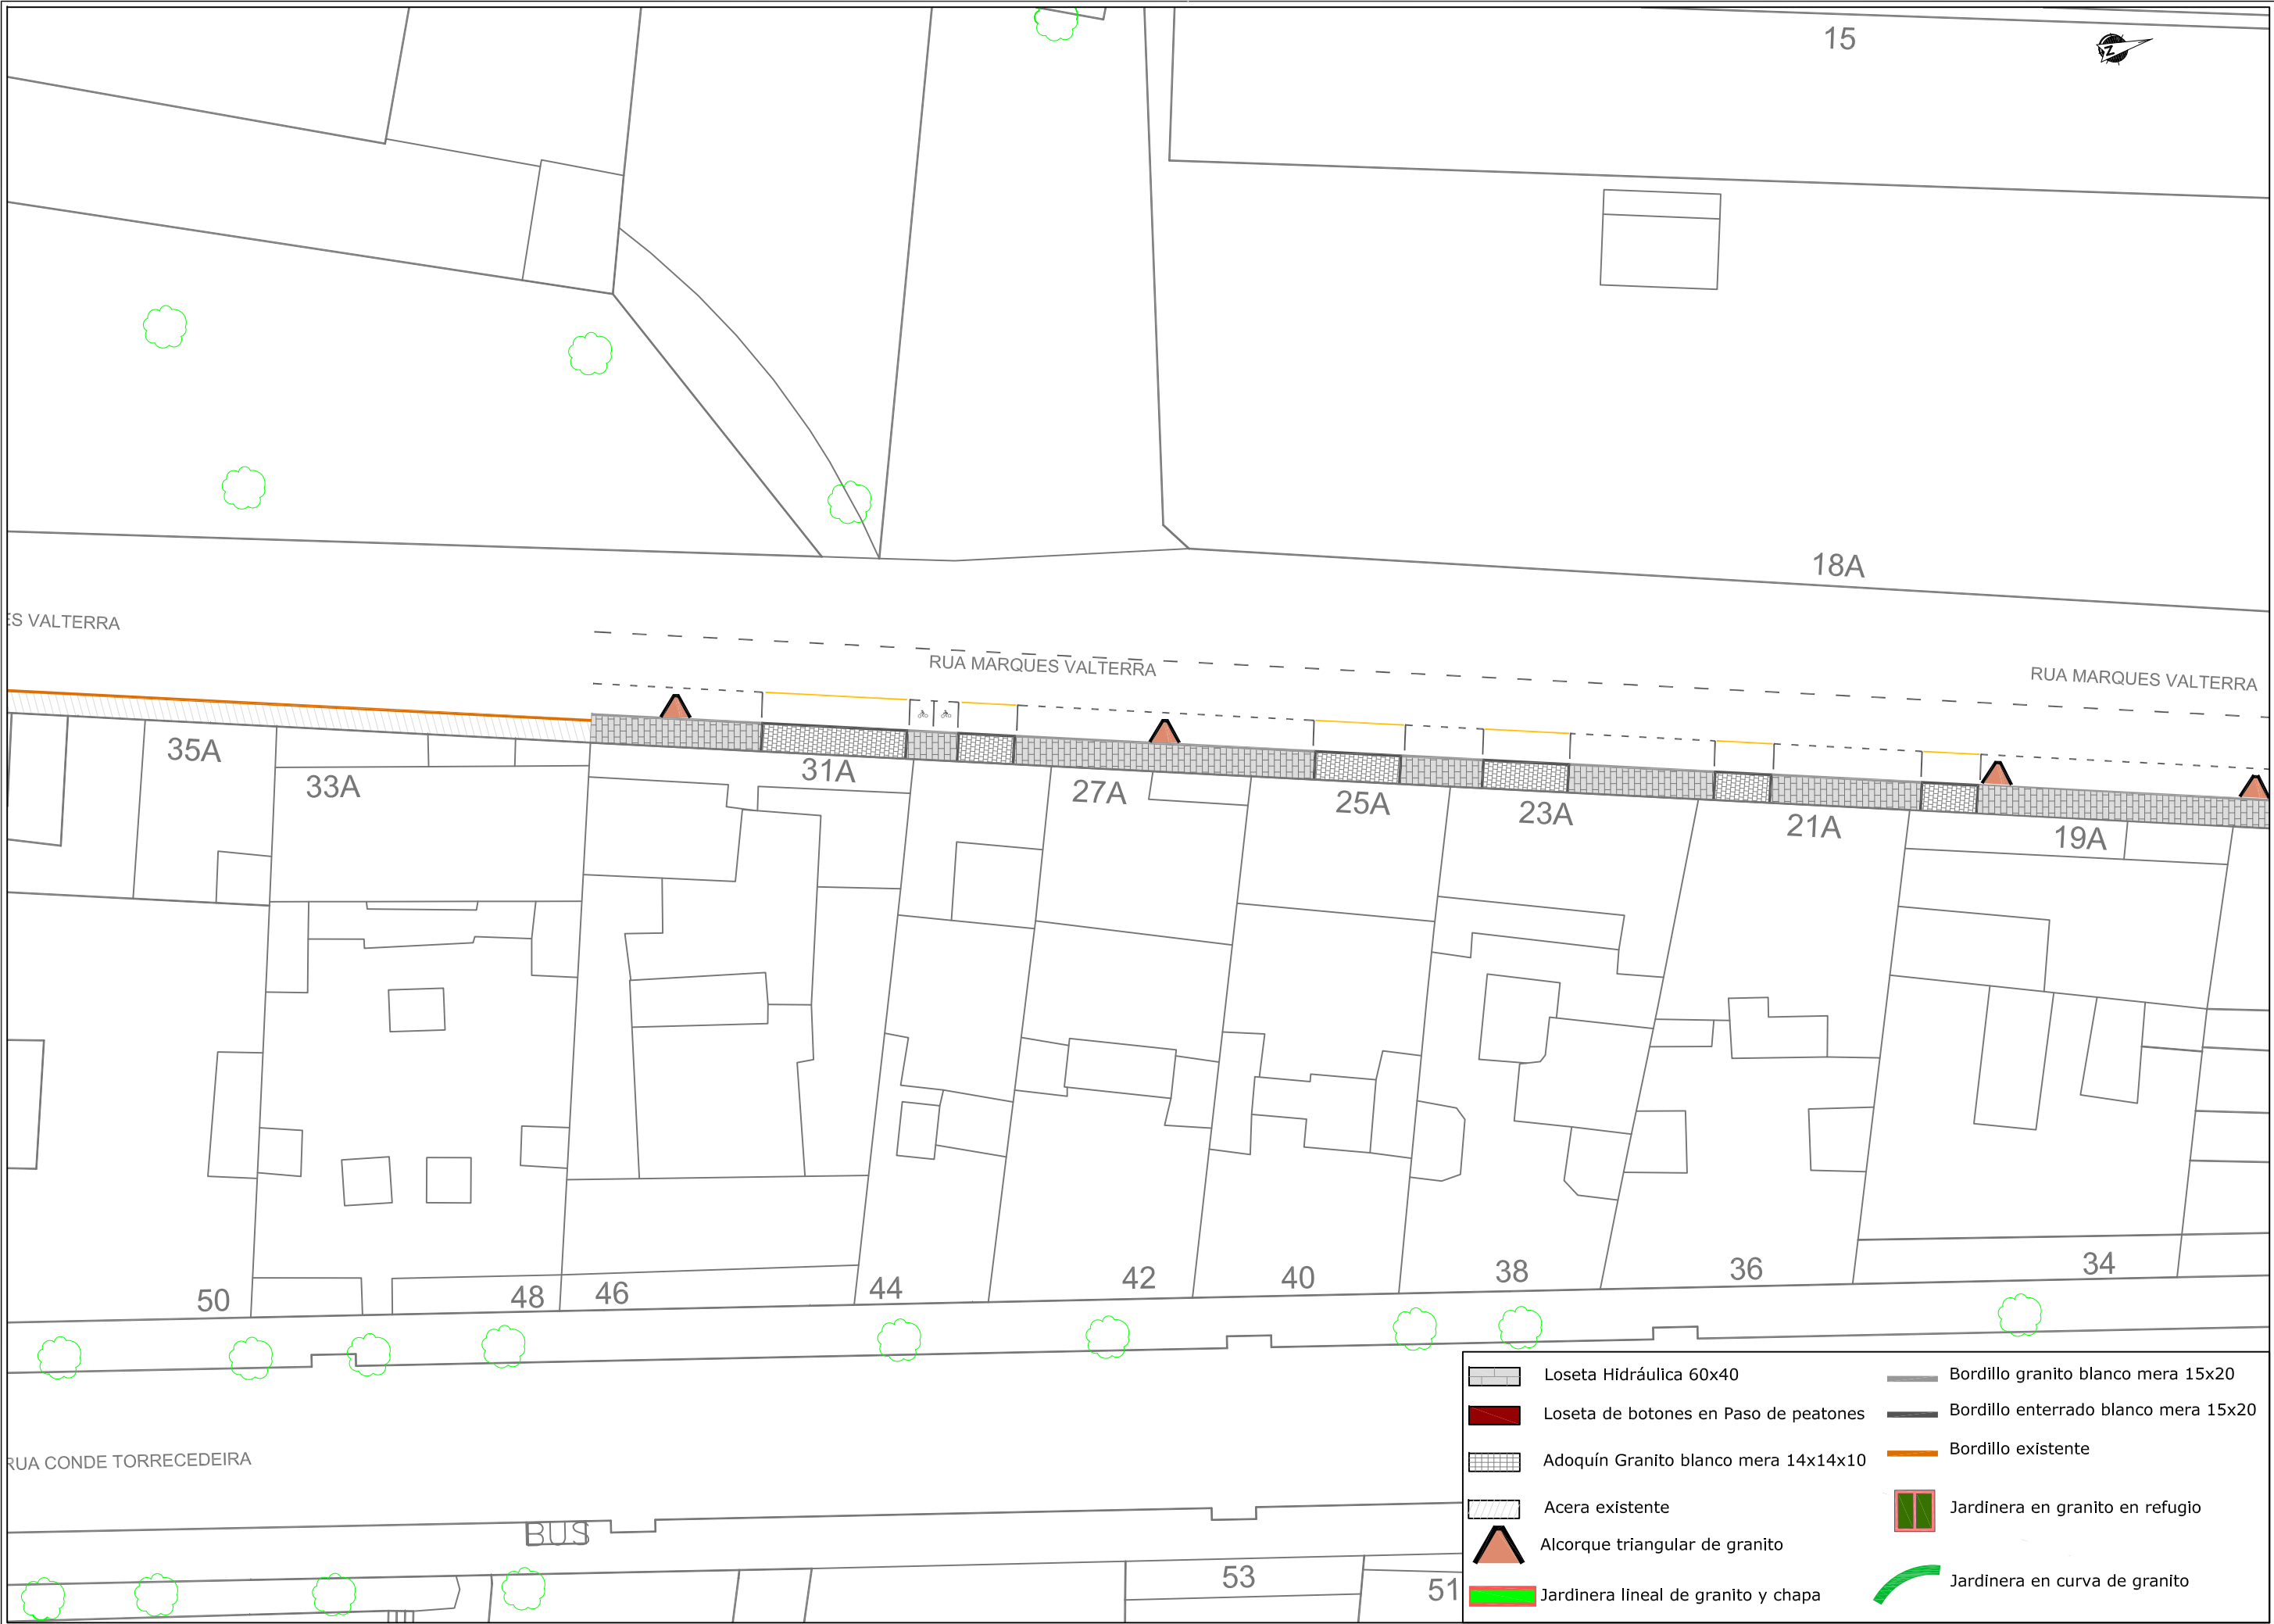 15
N
18A
ES VALTERRA
RUA MARQUES VALTERRA
RUA MARQUES VALTERRA
35A
33A
31A
27A
25A
23A
21A
19A
50
48
46
44
42
40
38
36
34
RUA CONDE TORRECEDEIRA
BUS
53
51
Loseta Hidráulica 60x40
Loseta de botones en Paso de peatones
Adoquín Granito blanco mera 14x14x10
Acera existente
Alcorque triangular de granito
Jardinera lineal de granito y chapa
Bordillo granito blanco mera 15x20
Bordillo enterrado blanco mera 15x20
Bordillo existente
Jardinera en granito en refugio
Jardinera en curva de granito